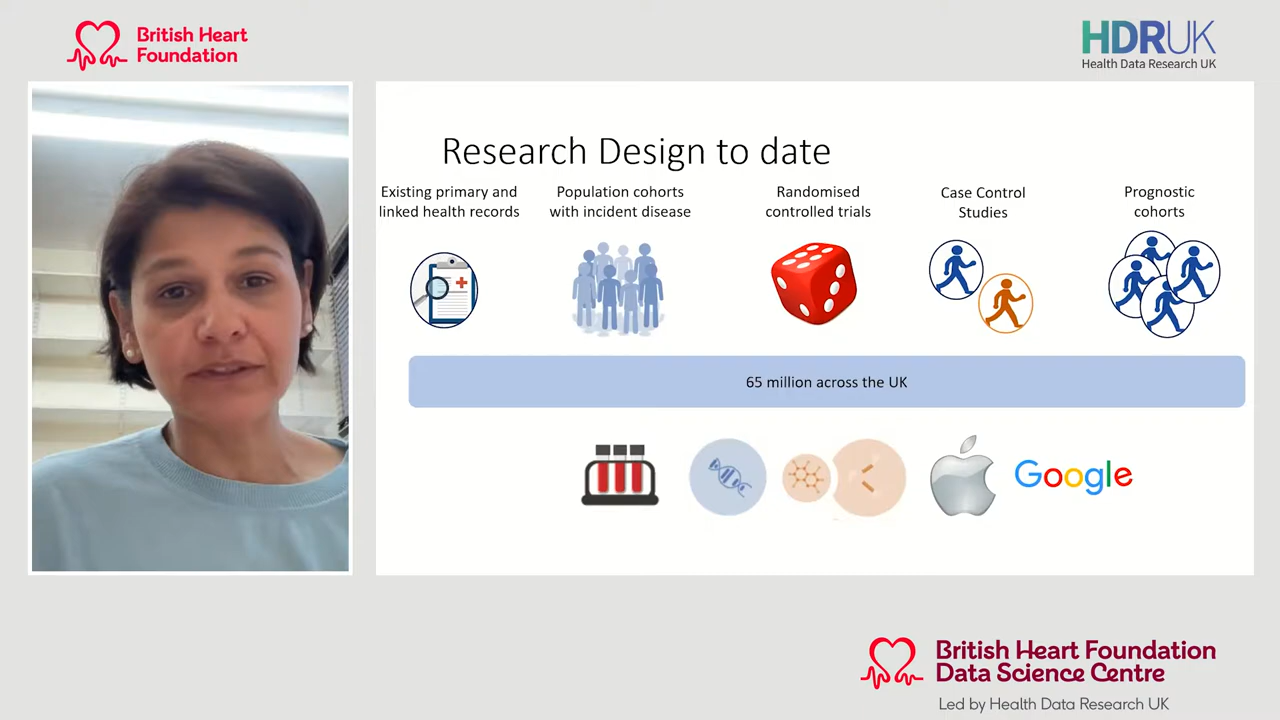 British Heart
Foundation
HDRUK
Health Data Research UK
Research Design to date
Existing primary and
linked health records
Population cohorts
with incident disease
Randomised
controlled trials
Case Control
Studies
Prognostic
cohorts
65 million across the UK
Google
British Heart Foundation
Data Science Centre
Led by Health Data Research UK